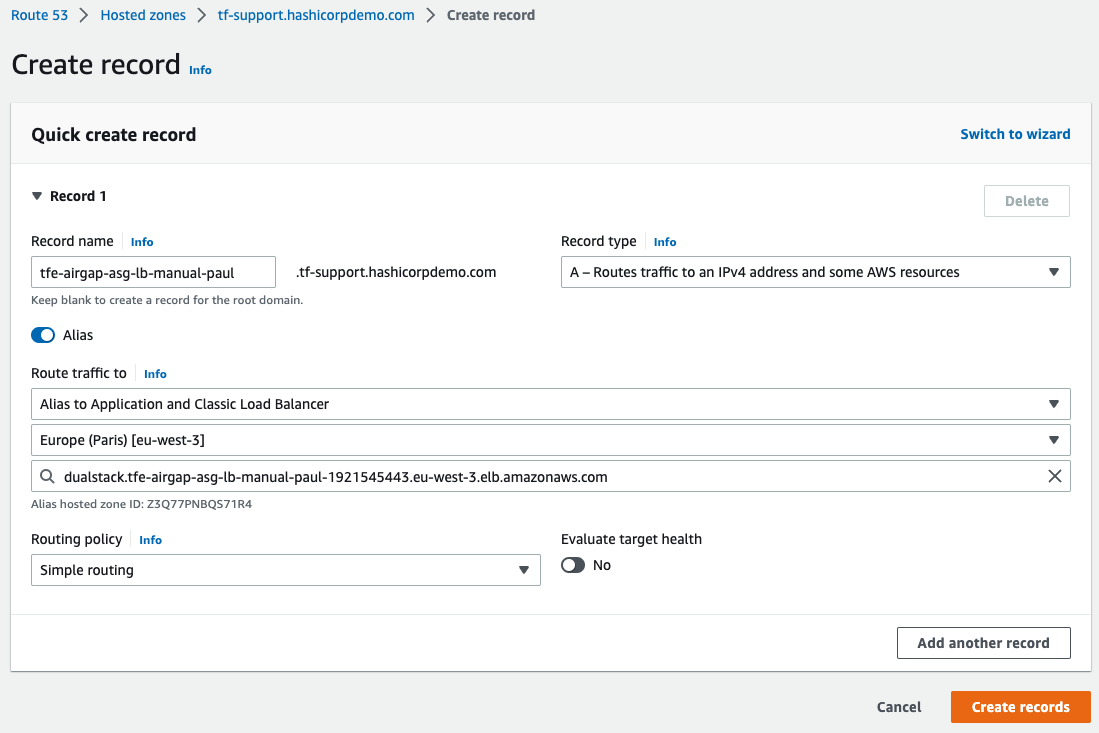 Route 53 > Hosted zones > tf-support.hashicorpdemo.com > Create record
Create record Info
Quick create record Switch to wizard
Record 1
Delete
Record name Info Record type Info
tfe-airgap-asg-lb-manual-paul .tf-support.hashicorpdemo.com A – Routes traffic to an IPv4 address and some AWS resources
Keep blank to create a record for the root domain.
Alias
Route traffic to Info
Alias to Application and Classic Load Balancer
Europe (Paris) [eu-west-3]
dualstack.tfe-airgap-asg-lb-manual-paul-1921545443.eu-west-3.elb.amazonaws.com
Alias hosted zone ID: Z3Q77PNBQS71R4
Routing policy Info Evaluate target health
Simple routing No
Add another record
Cancel Create records